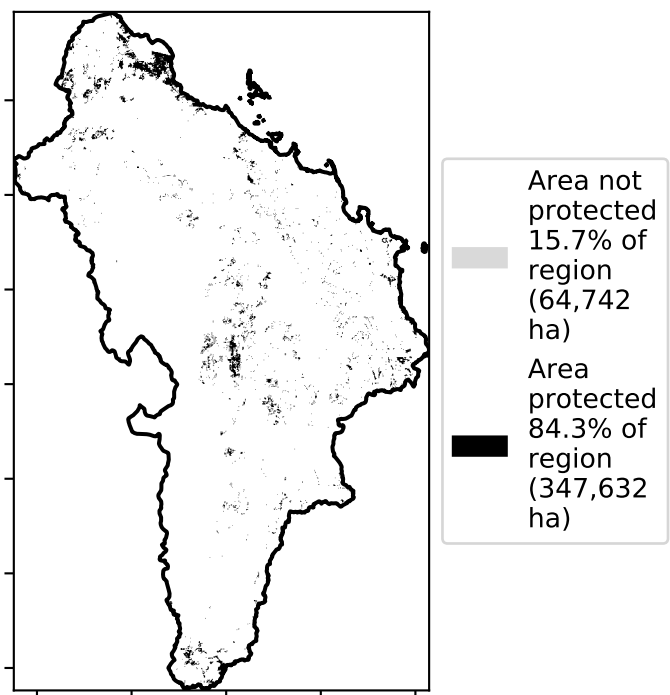 Area not
protected
15.7% of
region
(64,742
ha)
Area
protected
84.3% of
region
(347,632
ha)